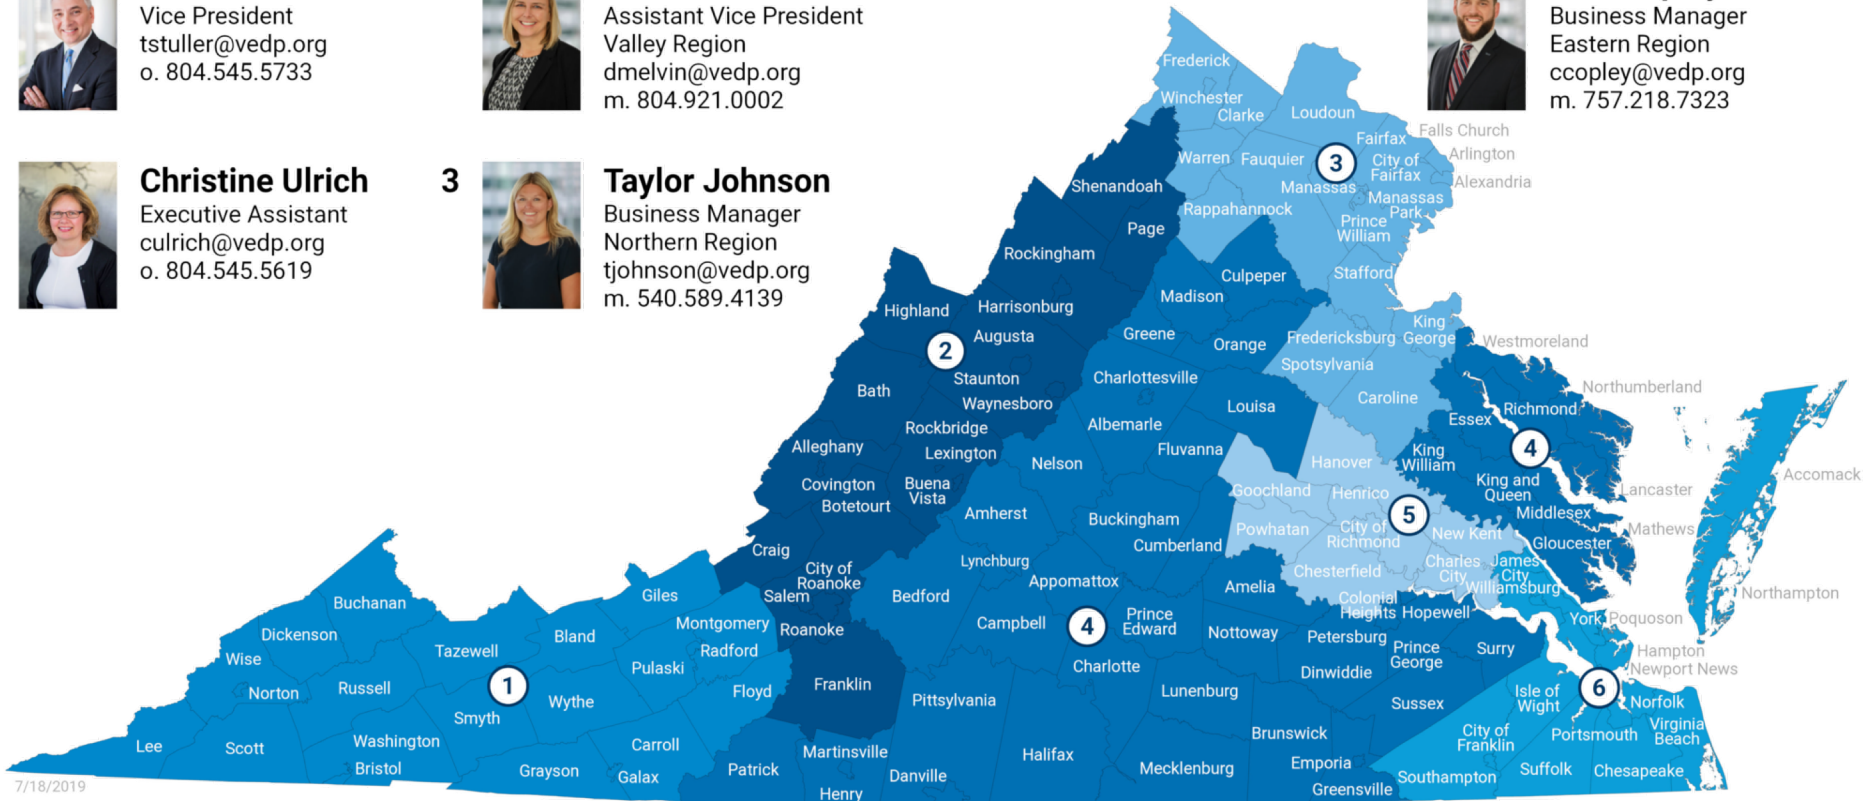 Vice President
tstuller@vedp.org
o. 804.545.5733
Assistant Vice President
Valley Region
dmelvin@vedp.org
m. 804.921.0002
Business Manager
Eastern Region
ccopley@vedp.org
m. 757.218.7323
Christine Ulrich
Executive Assistant
culrich@vedp.org
o. 804.545.5619
3
Taylor Johnson
Business Manager
Northern Region
tjohnson@vedp.org
m. 540.589.4139
Frederick
Winchester
Clarke
Loudoun
Falls Church
Fairfax
Arlington
Warren
Fauquier
3
City of
Fairfax
Alexandria
Shenandoah
Manassas
Manassas
Park
Rappahannock
Page
Prince
William
Rockingham
Culpeper
Stafford
Madison
Highland
Harrisonburg
King
George
Augusta
Greene
Orange
Fredericksburg
Westmoreland
2
Spotsylvania
Staunton
Charlottesville
Northumberland
Bath
Waynesboro
Louisa
Caroline
Richmond
Essex
Rockbridge
Albemarle
Alleghany
Lexington
Fluvanna
4
Nelson
Hanover
King
William
Accomack
Covington
Buena
Vista
Goochland
Henrico
King and
Queen
Lancaster
Botetourt
Amherst
Buckingham
5
Middlesex
Powhatan
City of
Richmond
New Kent
Mathews
Cumberland
Gloucester
Craig
Lynchburg
Charles
City
James
City
City of
Roanoke
Chesterfield
Appomattox
Amelia
Williamsburg
Salem
Bedford
Northampton
Giles
Colonial
Heights
Hopewell
Buchanan
Campbell
4
Prince
Edward
York
Poquoson
Montgomery
Roanoke
Nottoway
Dickenson
Bland
Petersburg
Prince
George
Surry
Tazewell
Radford
Hampton
Wise
Pulaski
Charlotte
Newport News
Dinwiddie
1
Norton
Russell
Floyd
Franklin
Lunenburg
6
Wythe
Pittsylvania
Sussex
Isle of
Wight
Norfolk
Smyth
Virginia
Beach
Brunswick
City of
Franklin
Portsmouth
Lee
Scott
Washington
Carroll
Martinsville
Halifax
Emporia
Bristol
Grayson
Galax
Patrick
Danville
Mecklenburg
Southampton
Suffolk
Chesapeake
Henry
Greensville
7/18/2019